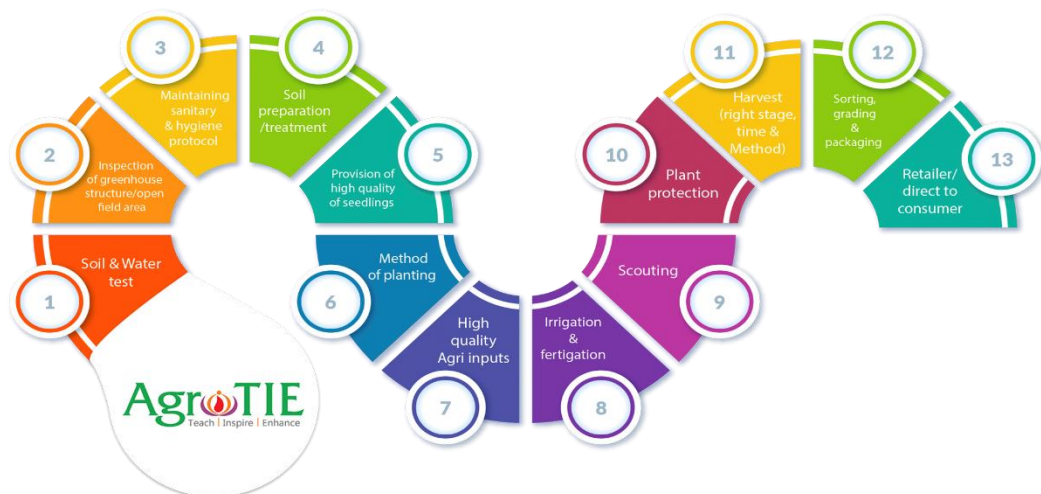 1
Soil & Water
test
2
Inspection
of greenhouse
structure/open
field area
3
Maintaining
sanitary
& hygiene
protocol
4
Soil
preparation
/treatment
5
Provision of
high quality
of seedlings
6
Method
of planting
7
High
quality
Agri inputs
8
Irrigation
&
fertigation
9
Scouting
10
Plant
protection
11
Harvest
(right stage,
time &
Method)
12
Sorting,
grading
&
packaging
13
Retailer/
direct to
consumer
AgroTIE
Teach | Inspire | Enhance